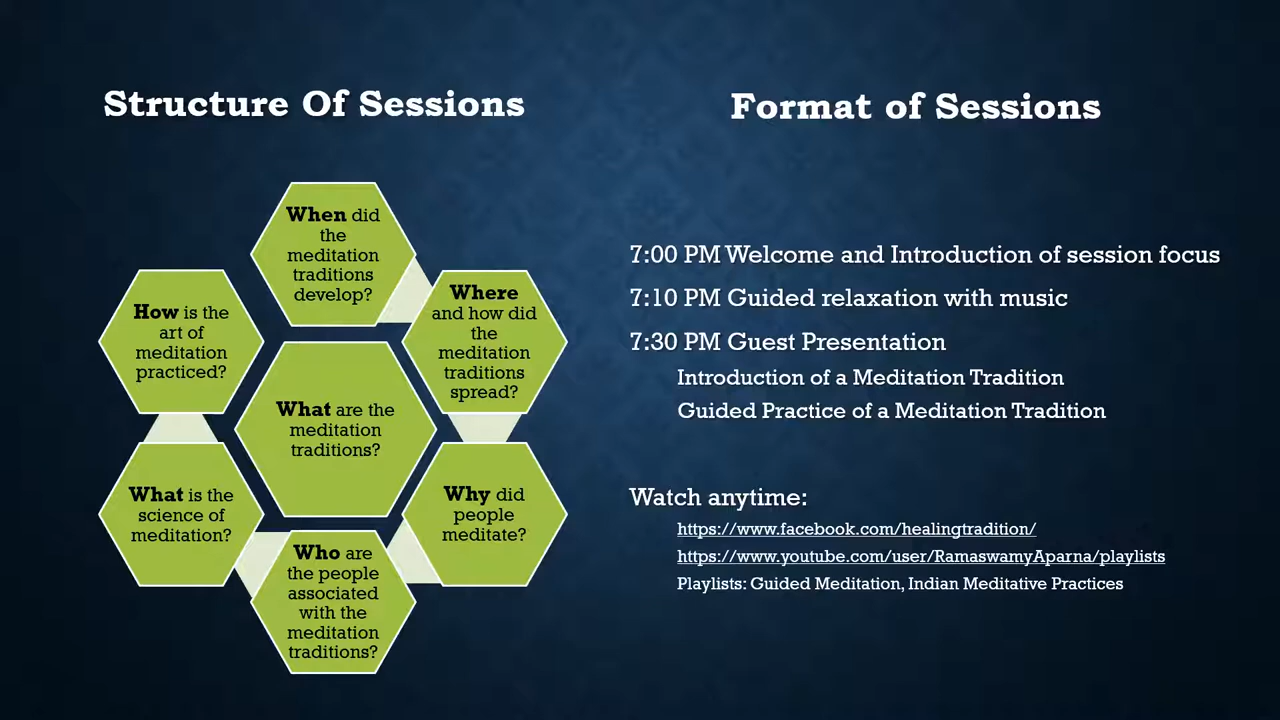 Structure Of Sessions
When did
the
meditation
traditions
develop?
Where
and how did
the
meditation
traditions
spread?
How is the
art of
meditation
practiced?
What are the
meditation
traditions?
What is the
science of
meditation?
Why did
people
meditate?
Who are
the people
associated
with the
meditation
traditions?
Format of Sessions
7:00 PM Welcome and Introduction of session focus
7:10 PM Guided relaxation with music
7:30 PM Guest Presentation
Introduction of a Meditation Tradition
Guided Practice of a Meditation Tradition
Watch anytime:
https://www.facebook.com/healingtradition/
https://www.youtube.com/user/RamaswamyAparna/playlists
Playlists: Guided Meditation, Indian Meditative Practices